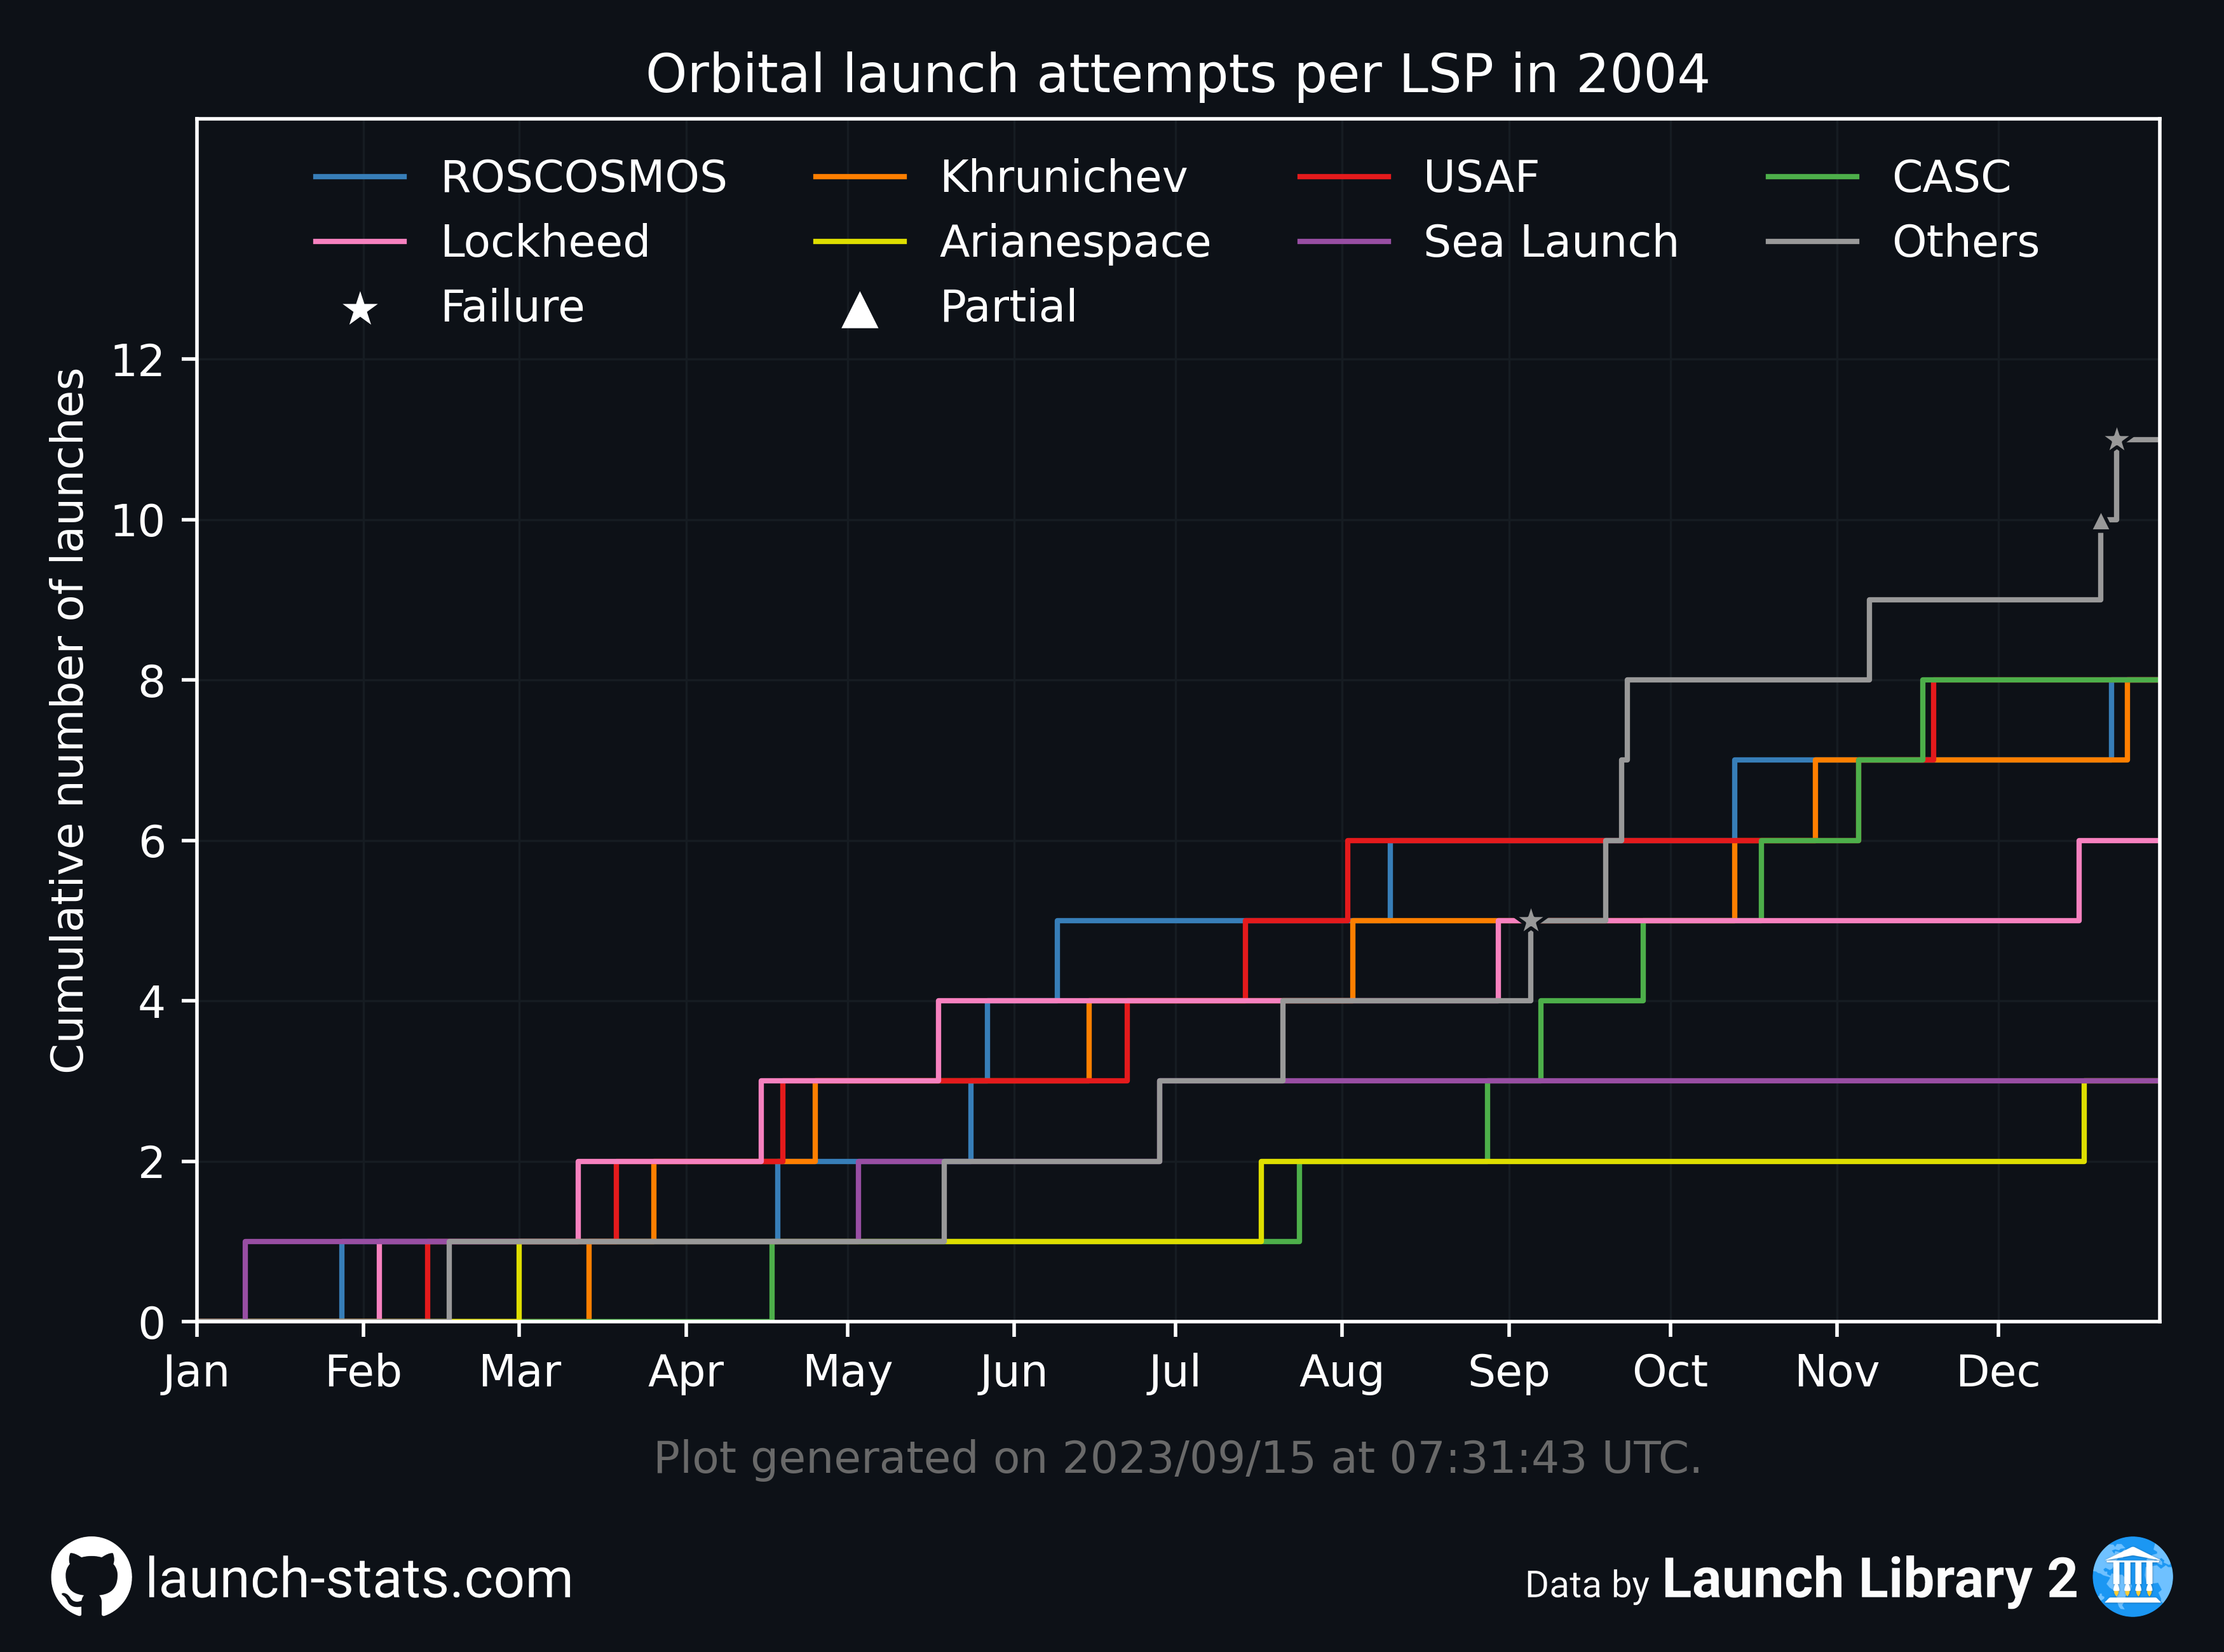 Orbital launch attempts per LSP in 2004
ROSCOSMOS Khrunichev USAF CASC
Lockheed Arianespace Sea Launch Others
Failure Partial
Cumulative number of launches
12
10
8
6
4
2
0
Jan Feb Mar Apr May Jun Jul Aug Sep Oct Nov Dec
Plot generated on 2023/09/15 at 07:31:43 UTC.
launch-stats.com Data by Launch Library 2